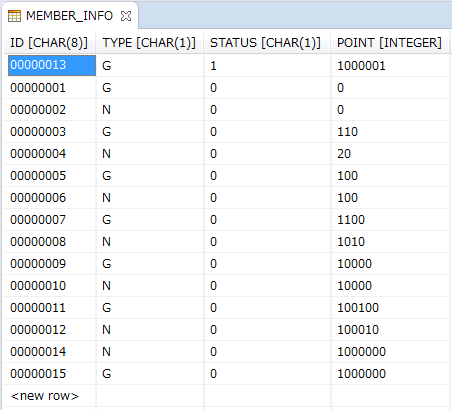 MEMBER_INFO
ID [CHAR(8)] TYPE [CHAR(1)] STATUS [CHAR(1)] POINT [INTEGER]
00000013 G 1 1000001
00000001 G 0 0
00000002 N 0 0
00000003 G 0 110
00000004 N 0 20
00000005 G 0 100
00000006 N 0 100
00000007 G 0 1100
00000008 N 0 1010
00000009 G 0 10000
00000010 N 0 10000
00000011 G 0 100100
00000012 N 0 100010
00000014 N 0 1000000
00000015 G 0 1000000
<new row>